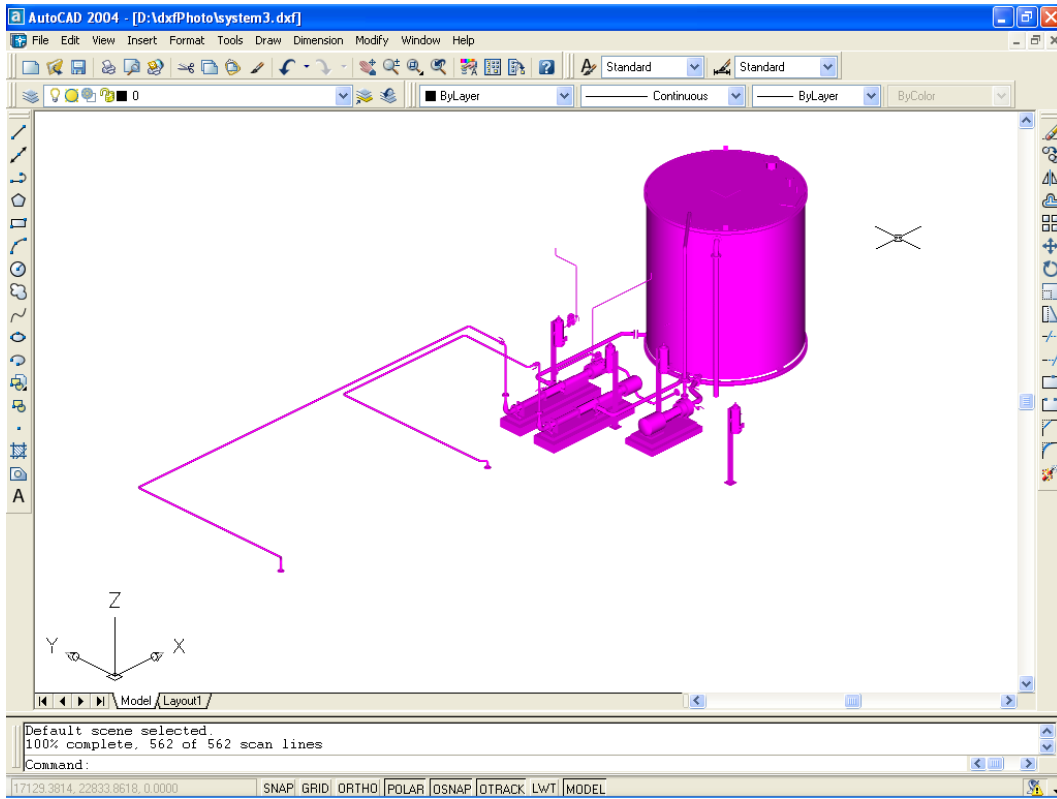 a AutoCAD 2004 - [D:\dxfPhoto\system3.dxf]
File Edit View Insert Format Tools Draw Dimension Modify Window Help
Standard Standard
0 ByLayer Continuous ByLayer ByColor
A
Z
Y X
Model Layout1
Default scene selected.
100% complete, 562 of 562 scan lines
Command:
17129.3814, 22833.8618, 0.0000 SNAP GRID ORTHO POLAR OSNAP OTRACK LWT MODEL